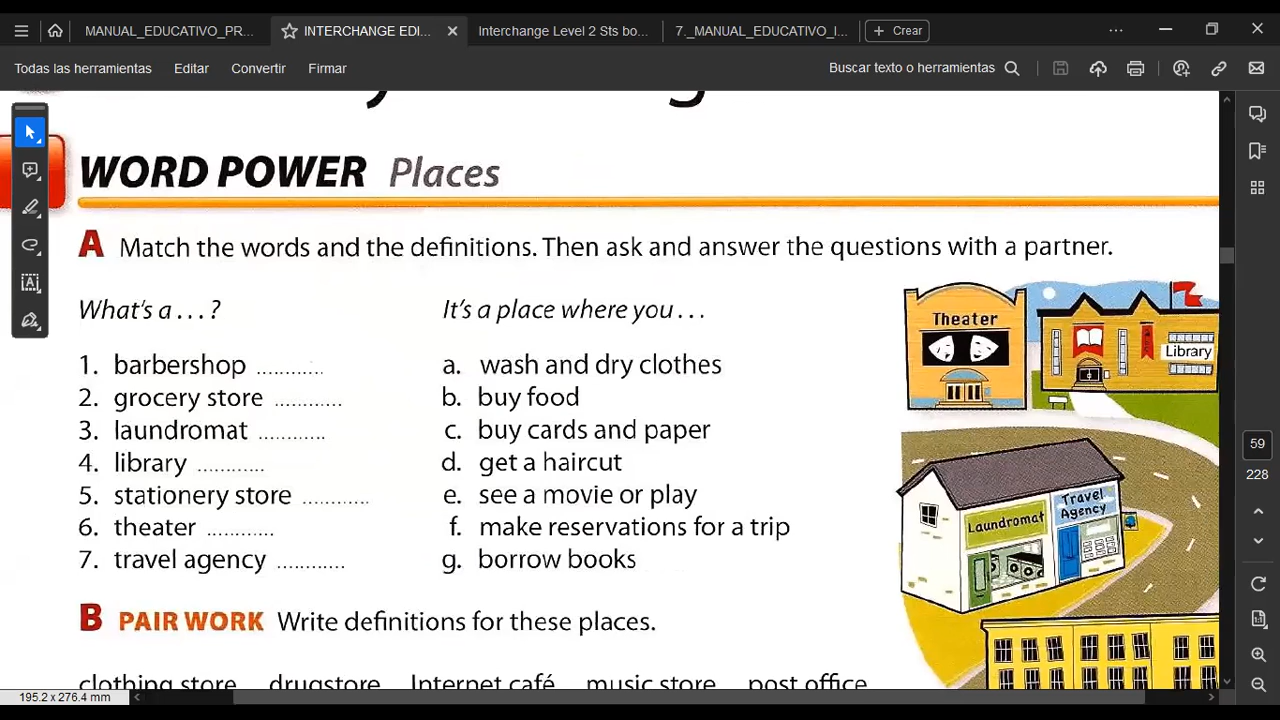 MANUAL_EDUCATIVO_PR...
INTERCHANGE EDI...
Interchange Level 2 Sts bo...
7._MANUAL_EDUCATIVO_I...
+ Crear
Todas las herramientas
Editar
Convertir
Firmar
Buscar texto o herramientas
WORD POWER Places
A Match the words and the definitions. Then ask and answer the questions with a partner.
What's a . . . ?
It's a place where you . . .
1. barbershop ............
a. wash and dry clothes
2. grocery store ............
b. buy food
3. laundromat ............
c. buy cards and paper
4. library ............
d. get a haircut
5. stationery store ............
e. see a movie or play
6. theater ............
f. make reservations for a trip
7. travel agency ............
g. borrow books
Theater
Library
Laundromat
Travel
Agency
B PAIR WORK Write definitions for these places.
clothing store drugstore Internet café music store post office
59
228
195.2 x 276.4 mm